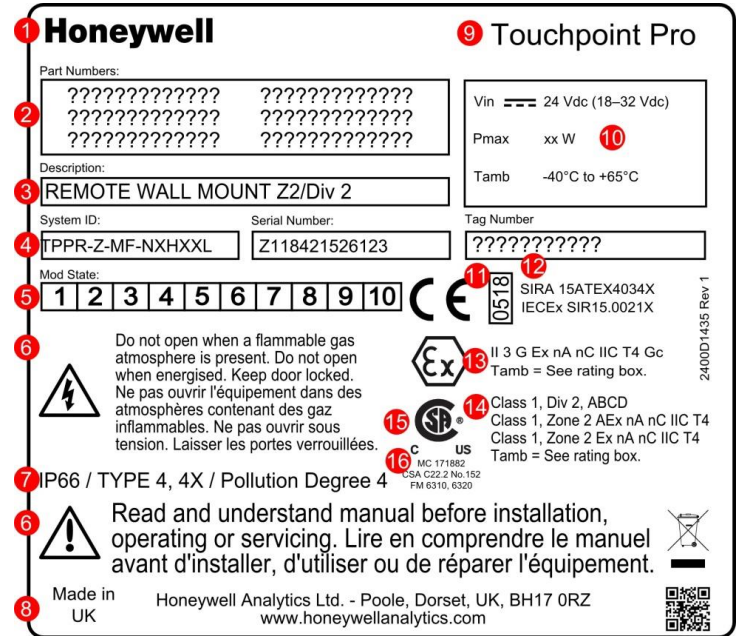 1 Honeywell
9 Touchpoint Pro
Part Numbers:
2
????????????? ?????????????
????????????? ?????????????
????????????? ?????????????
Vin 24 Vdc (18–32 Vdc)
Pmax xx W 10
Tamb -40°C to +65°C
Description:
3 REMOTE WALL MOUNT Z2/Div 2
System ID: Serial Number: Tag Number
4 TPPR-Z-MF-NXHXXL Z118421526123 ???????????
Mod State:
5 1 2 3 4 5 6 7 8 9 10 CE
11 0518
12
SIRA 15ATEX4034X
IECEx SIR15.0021X
2400D1435 Rev 1
6
Do not open when a flammable gas
atmosphere is present. Do not open
when energised. Keep door locked.
Ne pas ouvrir l'équipement dans des
atmosphères contenant des gaz
inflammables. Ne pas ouvrir sous
tension. Laisser les portes verrouillées.
Ex 13
II 3 G Ex nA nC IIC T4 Gc
Tamb = See rating box.
15 SA ®
14
Class 1, Div 2, ABCD
Class 1, Zone 2 AEx nA nC IIC T4
Class 1, Zone 2 Ex nA nC IIC T4
Tamb = See rating box.
16 C US
MC 171882
CSA C22.2 No.152
FM 6310, 6320
7 IP66 / TYPE 4, 4X / Pollution Degree 4
6
Read and understand manual before installation,
operating or servicing. Lire en comprendre le manuel
avant d'installer, d'utiliser ou de réparer l'équipement.
8
Made in
UK
Honeywell Analytics Ltd. - Poole, Dorset, UK, BH17 0RZ
www.honeywellanalytics.com